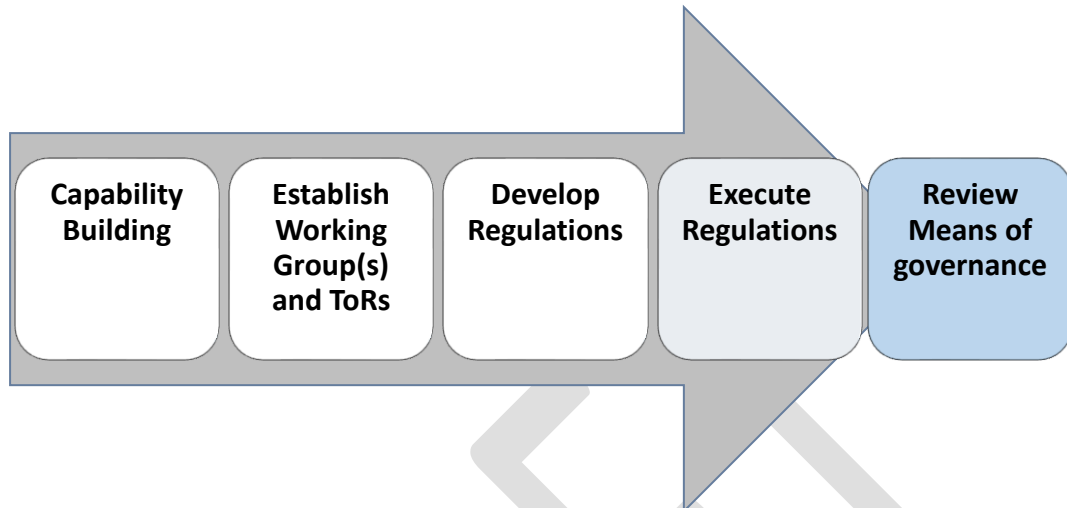 Capability
Building
Establish
Working
Group(s)
and ToRs
Develop
Regulations
Execute
Regulations
Review
Means of
governance